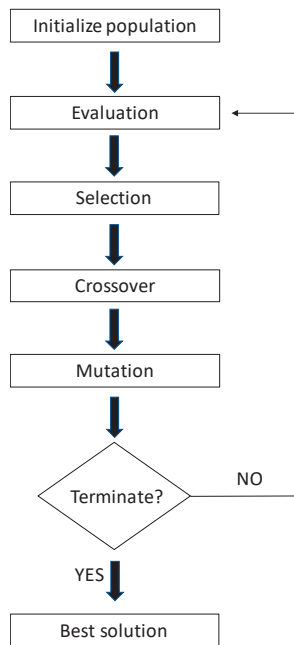 Initialize population
Evaluation
Selection
Crossover
Mutation
Terminate?
NO
YES
Best solution